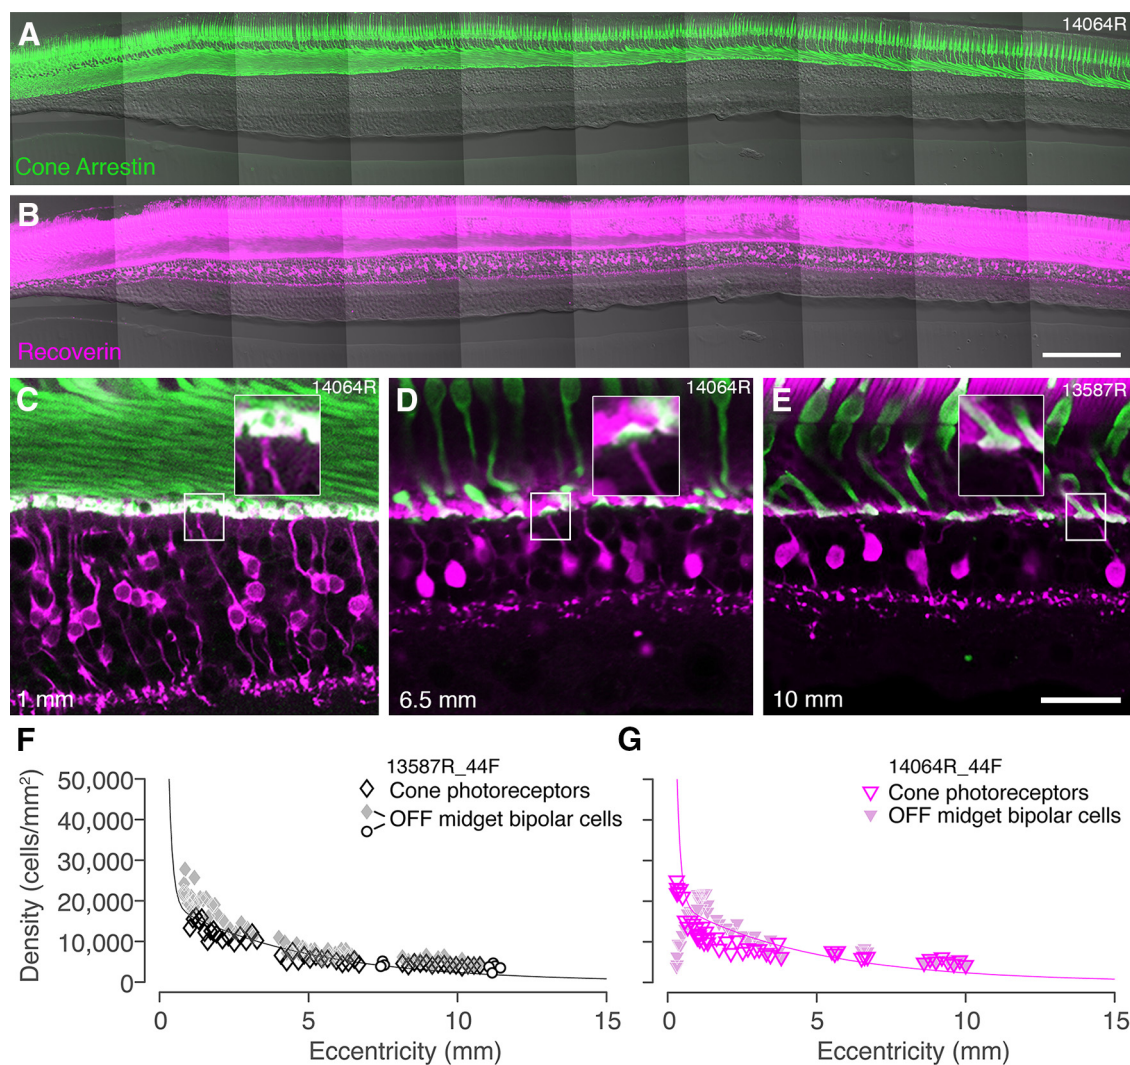 A
14064R
Cone Arrestin
B
Recoverin
C
14064R
1 mm
D
14064R
6.5 mm
E
13587R
10 mm
F
13587R_44F
Cone photoreceptors
OFF midget bipolar cells
Density (cells/mm²)
50,000
40,000
30,000
20,000
10,000
0
0 5 10 15
Eccentricity (mm)
G
14064R_44F
Cone photoreceptors
OFF midget bipolar cells
0 5 10 15
Eccentricity (mm)